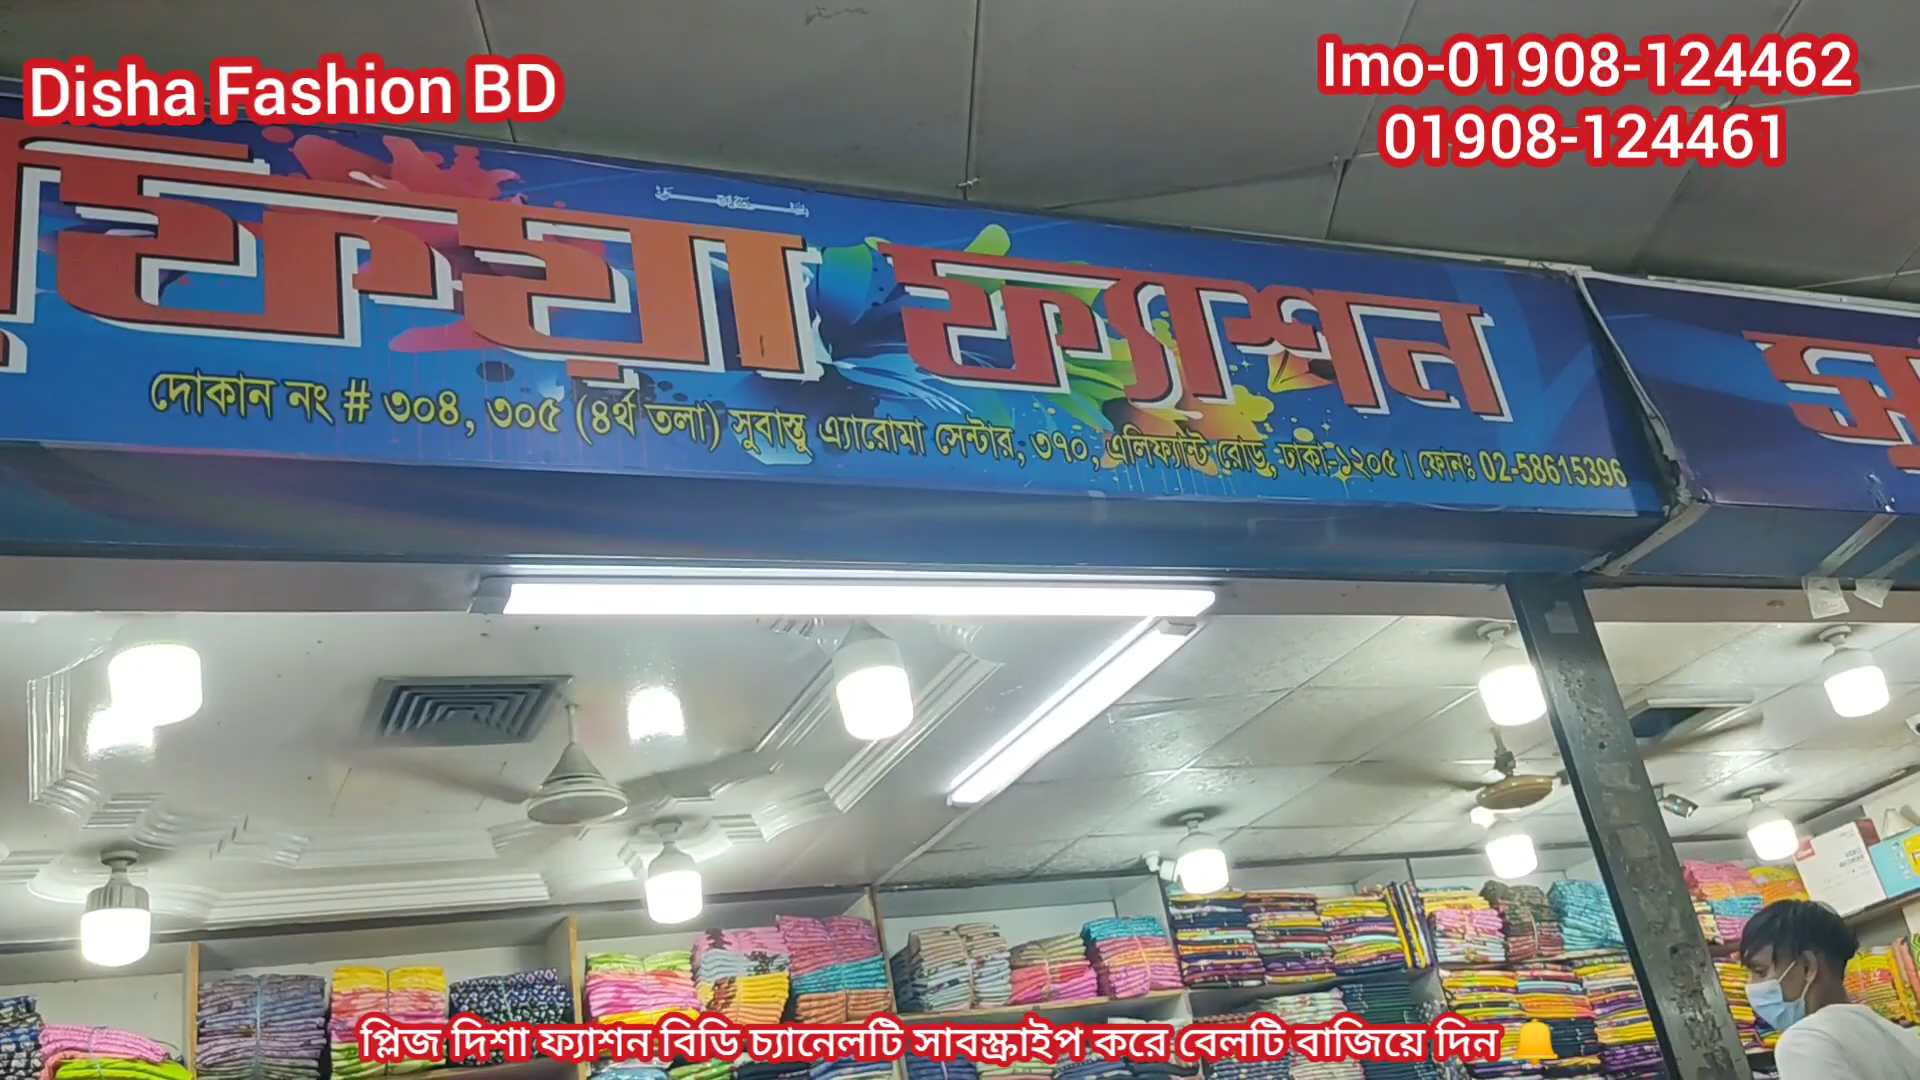 Disha Fashion BD
Imo-01908-124462
01908-124461
ফিয়া ফ্যাশন
দোকান নং # ৩০৪, ৩০৫ (৪র্থ তলা) সুবাস্তু এ্যারোমা সেন্টার, ৩৭০, এলিফ্যান্ট রোড, ঢাকা-১২০৫। ফোনঃ 02-58615396
প্লিজ দিশা ফ্যাশন বিডি চ্যানেলটি সাবস্ক্রাইপ করে বেলটি বাজিয়ে দিন 🔔